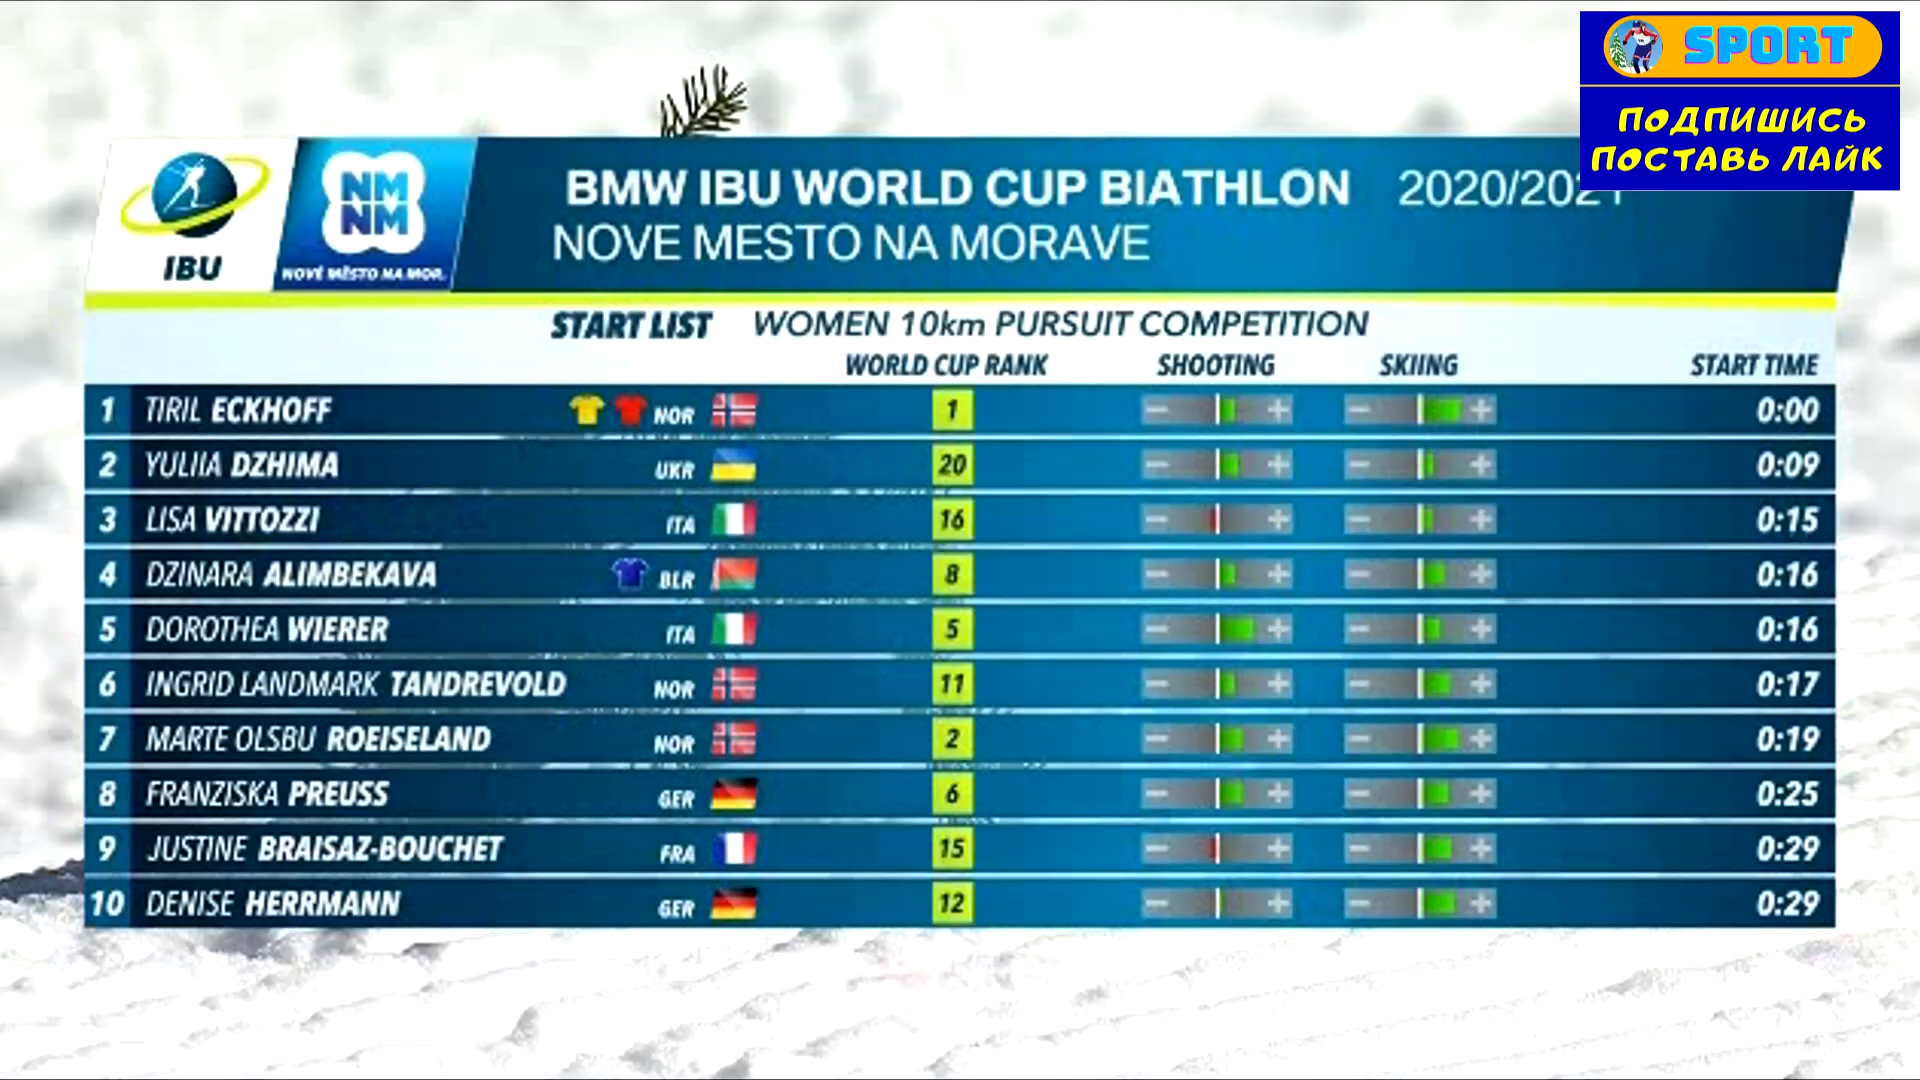 SPORT
ПОДПИШИСЬ
ПОСТАВЬ ЛАЙК
NM
NM
IBU
NOVÉ MĚSTO NA MOR.
BMW IBU WORLD CUP BIATHLON 2020/2021
NOVE MESTO NA MORAVE
START LIST WOMEN 10km PURSUIT COMPETITION
WORLD CUP RANK SHOOTING SKIING START TIME
1 TIRIL ECKHOFF NOR 1 - + - + 0:00
2 YULIIA DZHIMA UKR 20 - + - + 0:09
3 LISA VITTOZZI ITA 16 - + - + 0:15
4 DZINARA ALIMBEKAVA BLR 8 - + - + 0:16
5 DOROTHEA WIERER ITA 5 - + - + 0:16
6 INGRID LANDMARK TANDREVOLD NOR 11 - + - + 0:17
7 MARTE OLSBU ROEISELAND NOR 2 - + - + 0:19
8 FRANZISKA PREUSS GER 6 - + - + 0:25
9 JUSTINE BRAISAZ-BOUCHET FRA 15 - + - + 0:29
10 DENISE HERRMANN GER 12 - + - + 0:29